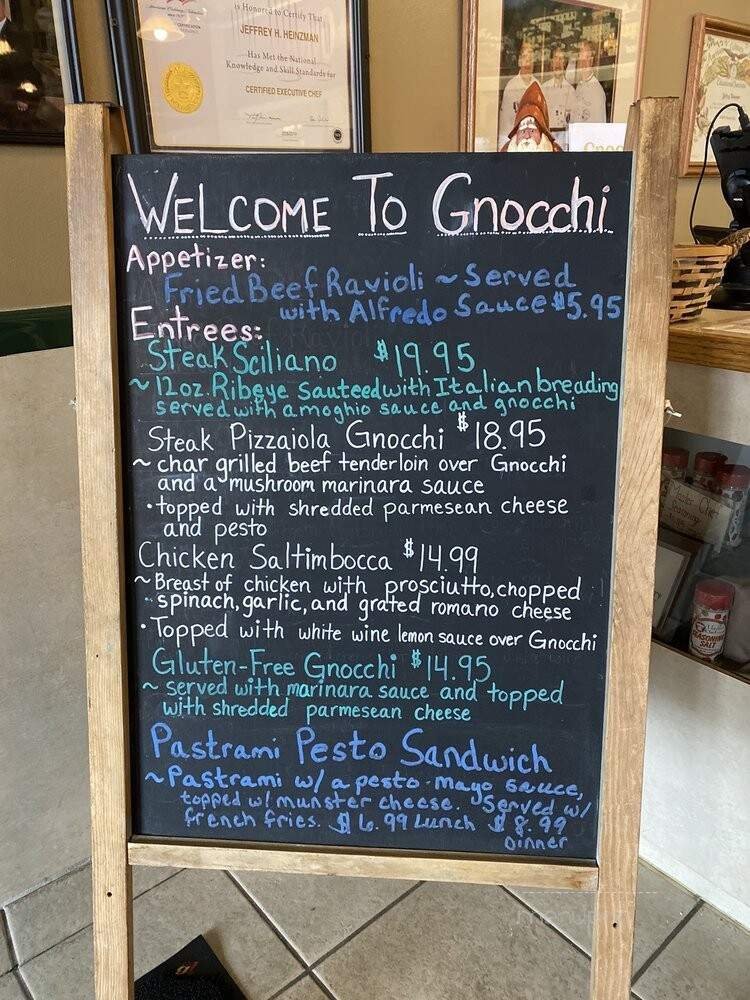 is Honored to Certify That
JEFFREY H. HEINZMAN
Has Met the National
Knowledge and Skill Standards for
CERTIFIED EXECUTIVE CHEF
WELCOME To Gnocchi
Appetizer:
Fried Beef Ravioli ~ Served
with Alfredo Sauce $5.95
Entrees:
Steak Sciliano $19.95
~ 12oz. Ribeye sauteed with Italian breading
served with amoghio sauce and gnocchi
Steak Pizzaiola Gnocchi $18.95
~ char grilled beef tenderloin over Gnocchi
and a mushroom marinara sauce
• topped with shredded parmesean cheese
and pesto
Chicken Saltimbocca $14.99
~ Breast of chicken with prosciutto, chopped
spinach, garlic, and grated romano cheese
• Topped with white wine lemon sauce over Gnocchi
Gluten-Free Gnocchi $14.95
~ served with marinara sauce and topped
with shredded parmesean cheese
Pastrami Pesto Sandwich
~ Pastrami w/ a pesto-mayo sauce,
topped w/ munster cheese. Served w/
french fries. $6.99 Lunch $8.99
Dinner
SEASONING
SALT